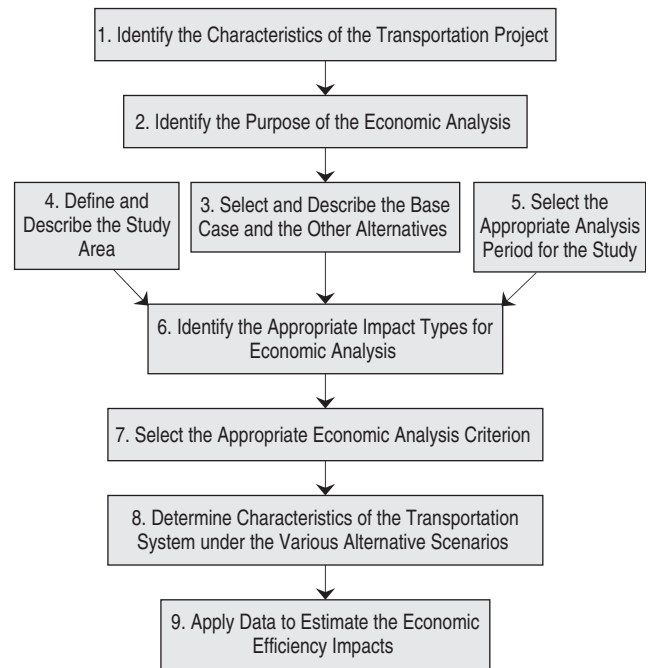 1. Identify the Characteristics of the Transportation Project
2. Identify the Purpose of the Economic Analysis
4. Define and
Describe the Study
Area
3. Select and Describe the Base
Case and the Other Alternatives
5. Select the
Appropriate Analysis
Period for the Study
6. Identify the Appropriate Impact Types for
Economic Analysis
7. Select the Appropriate Economic Analysis Criterion
8. Determine Characteristics of the Transportation
System under the Various Alternative Scenarios
9. Apply Data to Estimate the Economic
Efficiency Impacts